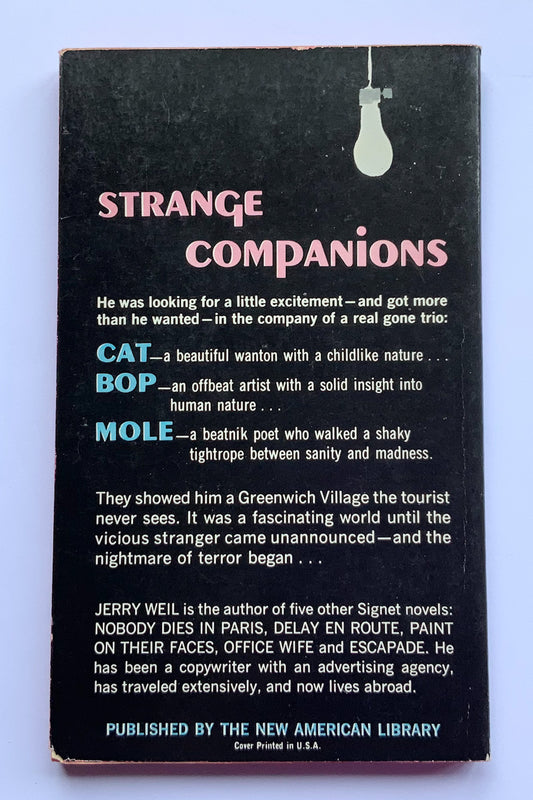 STRANGE
COMPANIONS
He was looking for a little excitement—and got more
than he wanted—in the company of a real gone trio:
CAT—a beautiful wanton with a childlike nature . . .
BOP—an offbeat artist with a solid insight into
human nature . . .
MOLE—a beatnik poet who walked a shaky
tightrope between sanity and madness.
They showed him a Greenwich Village the tourist
never sees. It was a fascinating world until the
vicious stranger came unannounced—and the
nightmare of terror began . . .
JERRY WEIL is the author of five other Signet novels:
NOBODY DIES IN PARIS, DELAY EN ROUTE, PAINT
ON THEIR FACES, OFFICE WIFE and ESCAPADE. He
has been a copywriter with an advertising agency,
has traveled extensively, and now lives abroad.
PUBLISHED BY THE NEW AMERICAN LIBRARY
Cover Printed in U.S.A.